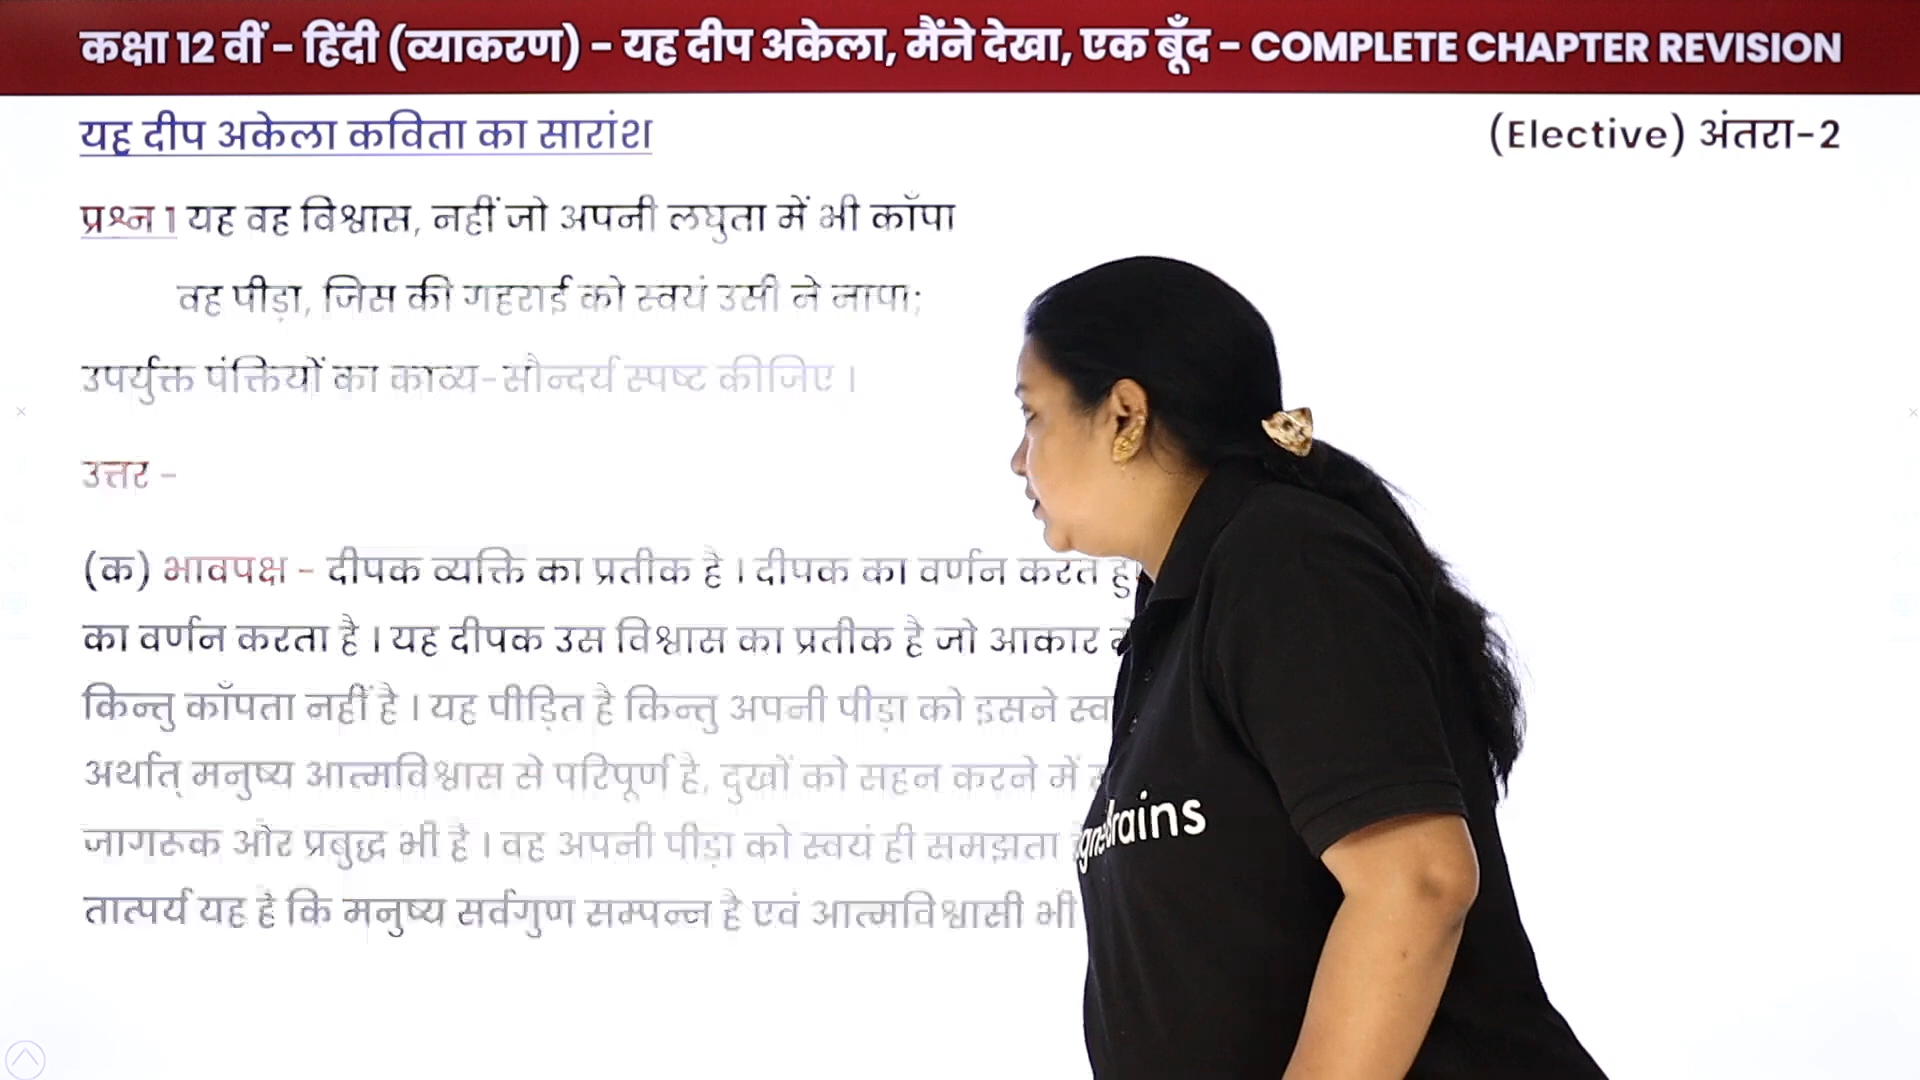 कक्षा 12 वीं - हिंदी (व्याकरण) - यह दीप अकेला, मैंने देखा, एक बूँद - COMPLETE CHAPTER REVISION
यह दीप अकेला कविता का सारांश
(Elective) अंतरा-2
प्रश्न 1 यह वह विश्वास, नहीं जो अपनी लघुता में भी काँपा
वह पीड़ा, जिस की गहराई को स्वयं उसी ने नापा;
उपर्युक्त पंक्तियों का काव्य-सौन्दर्य स्पष्ट कीजिए ।
उत्तर -
(क) भावपक्ष - दीपक व्यक्ति का प्रतीक है । दीपक का वर्णन करते
का वर्णन करता है । यह दीपक उस विश्वास का प्रतीक है जो आकार
किन्तु काँपता नहीं है । यह पीड़ित है किन्तु अपनी पीड़ा को इसने
अर्थात् मनुष्य आत्मविश्वास से परिपूर्ण है, दुखों को सहन करने में
जागरूक और प्रबुद्ध भी है । वह अपनी पीड़ा को स्वयं ही समझता
तात्पर्य यह है कि मनुष्य सर्वगुण सम्पन्न है एवं आत्मविश्वासी भी